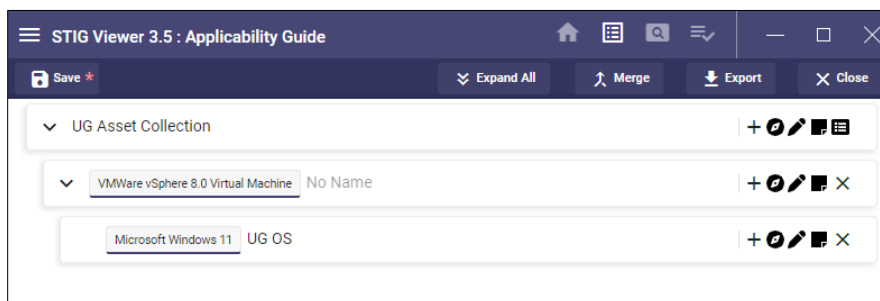 STIG Viewer 3.5 : Applicability Guide
Save * Expand All Merge Export Close
UG Asset Collection
VMWare vSphere 8.0 Virtual Machine No Name
Microsoft Windows 11 UG OS